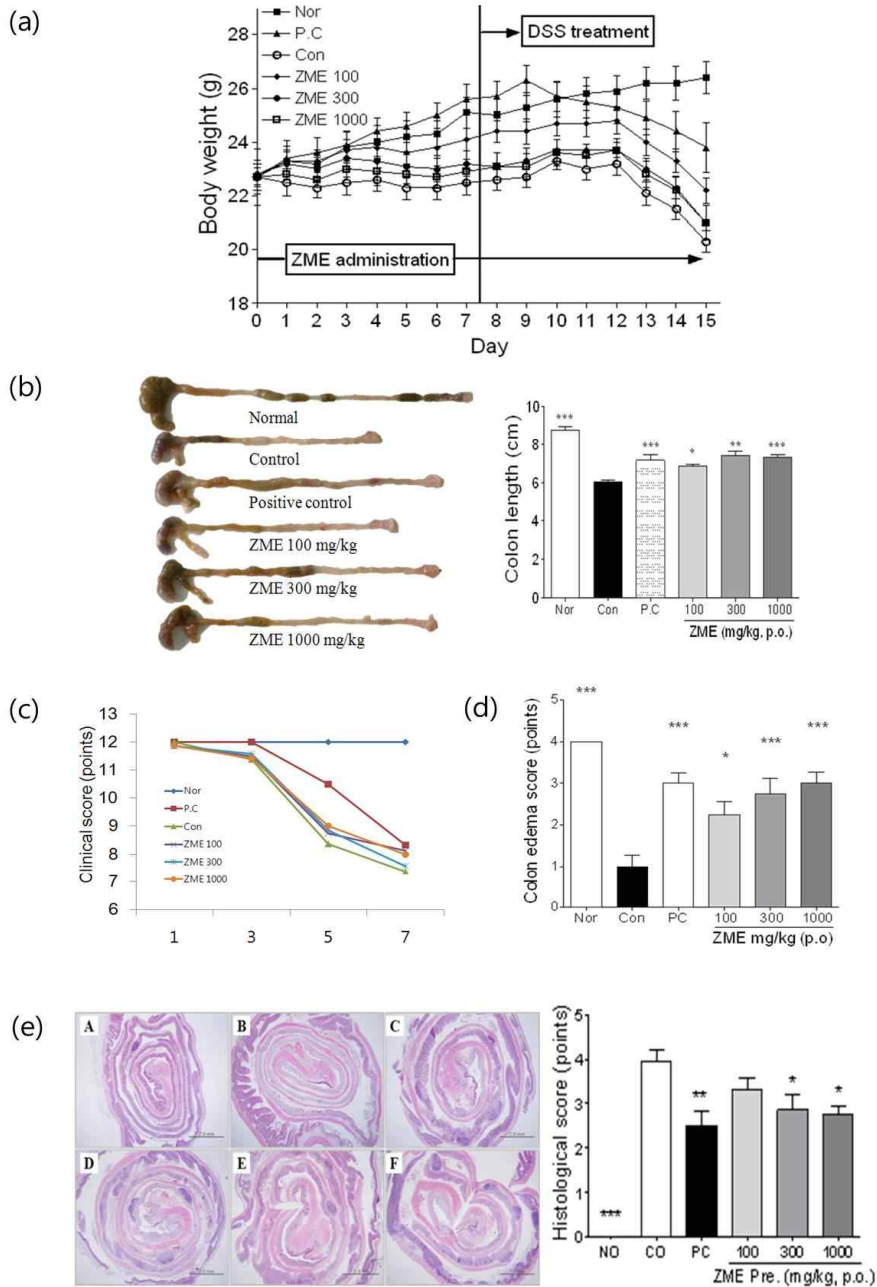 (a)
Body weight (g)
28
26
24
22
20
18
Nor
P.C
Con
ZME 100
ZME 300
ZME 1000
DSS treatment
ZME administration
0 1 2 3 4 5 6 7 8 9 10 11 12 13 14 15
Day
(b)
Normal
Control
Positive control
ZME 100 mg/kg
ZME 300 mg/kg
ZME 1000 mg/kg
Colon length (cm)
10
8
6
4
2
0
*** *** * ** ***
Nor Con P.C 100 300 1000
ZME (mg/kg, p.o.)
(c)
Clinical score (points)
13
12
11
10
9
8
7
6
Nor
P.C
Con
ZME 100
ZME 300
ZME 1000
1 3 5 7
(d)
Colon edema score (points)
5
4
3
2
1
0
*** *** * *** ***
Nor Con PC 100 300 1000
ZME mg/kg (p.o)
(e)
A B C
D E F
Histological score (points)
5
4
3
2
1
0
*** ** * *
NO CO PC 100 300 1000
ZME Pre. (mg/kg, p.o.)